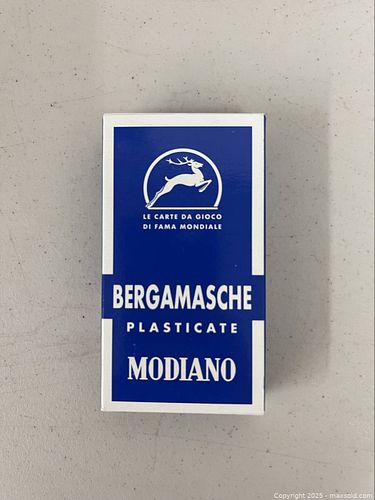 LE CARTE DA GIOCO
DI FAMA MONDIALE
BERGAMASCHE
PLASTICATE
MODIANO
Copyright 2025 - maxsold.com